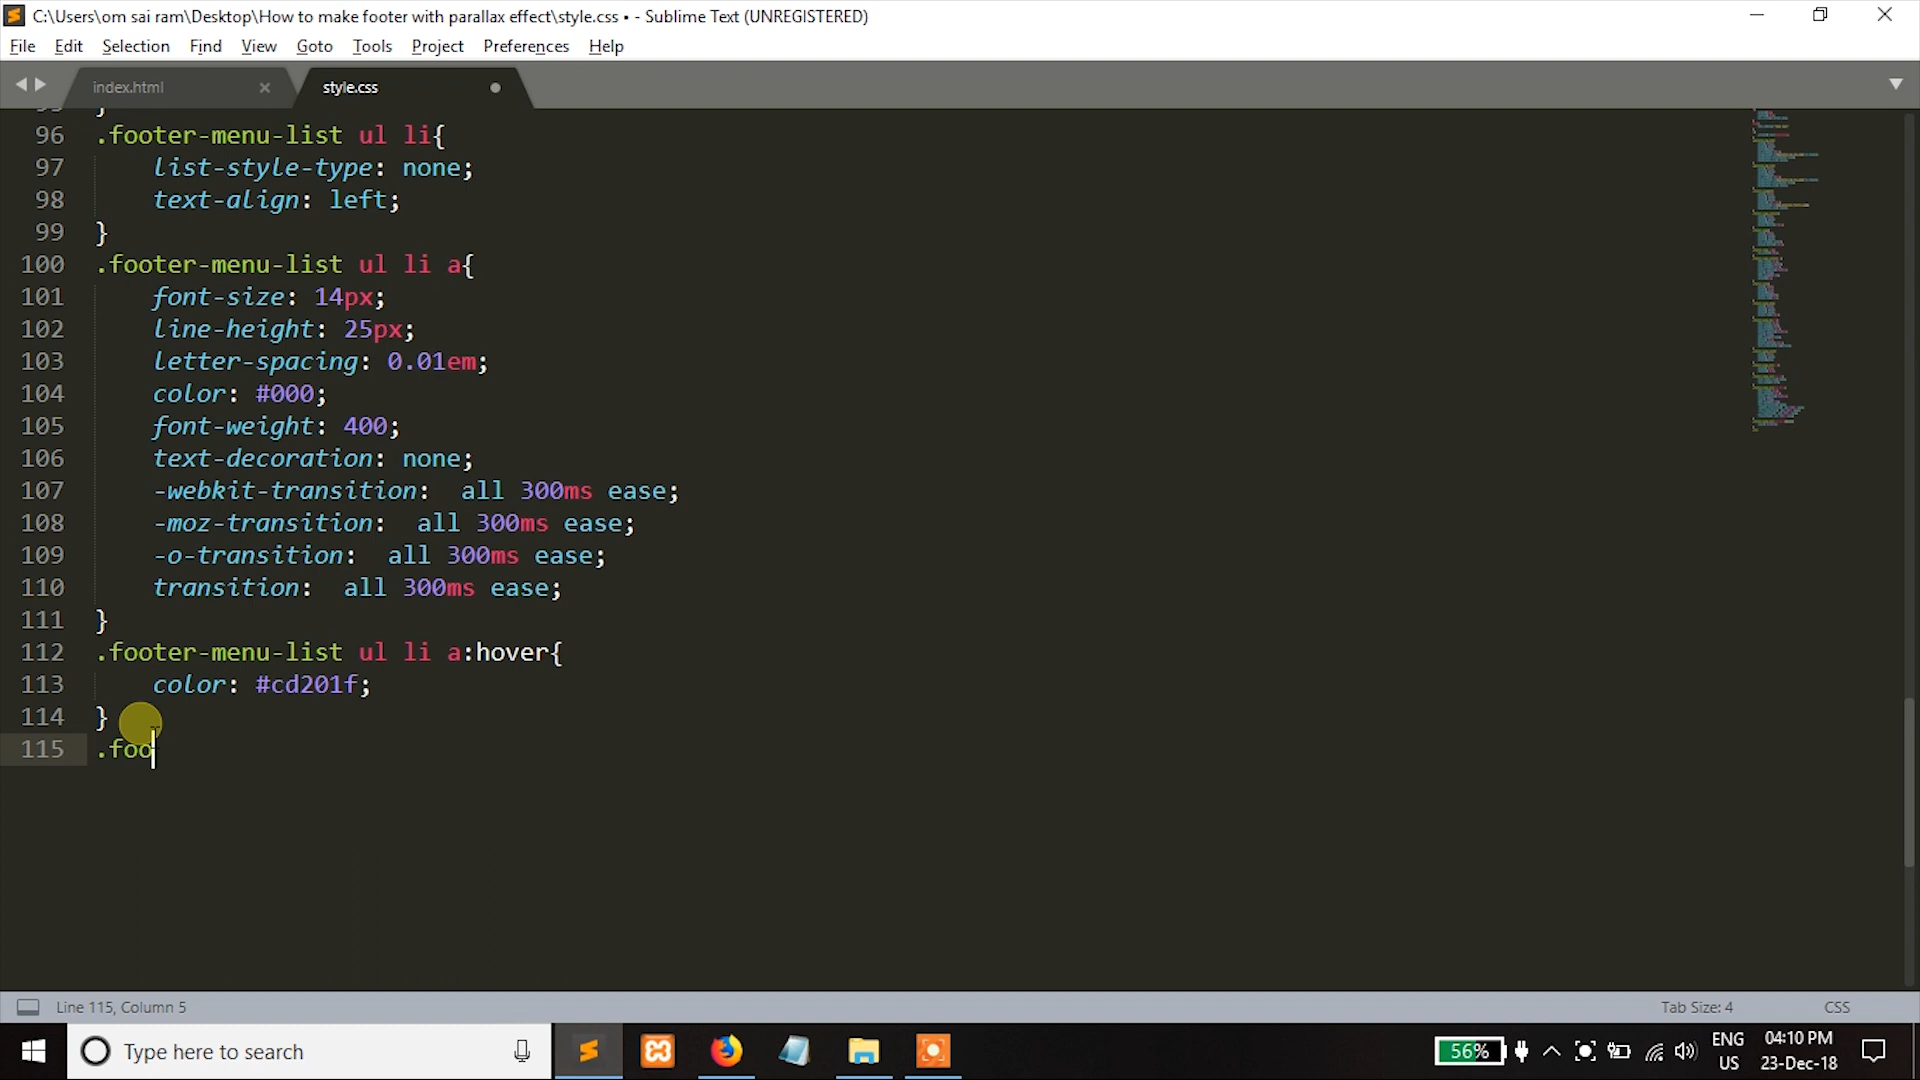 C:\Users\om sai ram\Desktop\How to make footer with parallax effect\style.css • - Sublime Text (UNREGISTERED)
File Edit Selection Find View Goto Tools Project Preferences Help
index.html × style.css
96 .footer-menu-list ul li{
97 list-style-type: none;
98 text-align: left;
99 }
100 .footer-menu-list ul li a{
101 font-size: 14px;
102 line-height: 25px;
103 letter-spacing: 0.01em;
104 color: #000;
105 font-weight: 400;
106 text-decoration: none;
107 -webkit-transition:  all 300ms ease;
108 -moz-transition:  all 300ms ease;
109 -o-transition:  all 300ms ease;
110 transition:  all 300ms ease;
111 }
112 .footer-menu-list ul li a:hover{
113 color: #cd201f;
114 }
115 .foo
Line 115, Column 5 Tab Size: 4 CSS
Type here to search
56% ENG 04:10 PM
US 23-Dec-18